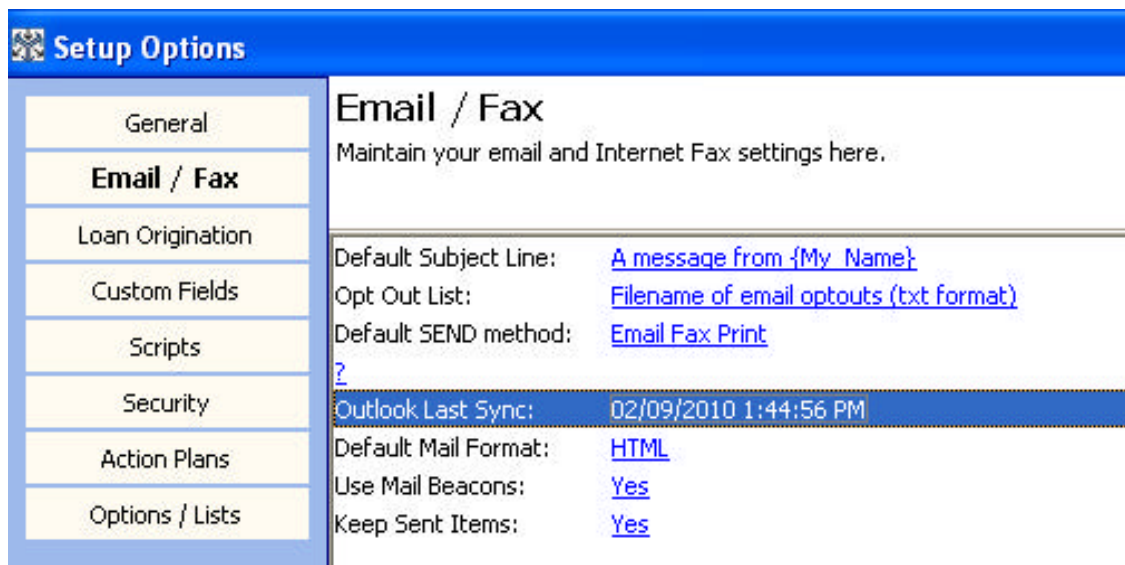 Setup Options
General
Email / Fax
Loan Origination
Custom Fields
Scripts
Security
Action Plans
Options / Lists
Email / Fax
Maintain your email and Internet Fax settings here.
Default Subject Line: A message from {My_Name}
Opt Out List: Filename of email optouts (txt format)
Default SEND method: Email Fax Print
?
Outlook Last Sync: 02/09/2010 1:44:56 PM
Default Mail Format: HTML
Use Mail Beacons: Yes
Keep Sent Items: Yes